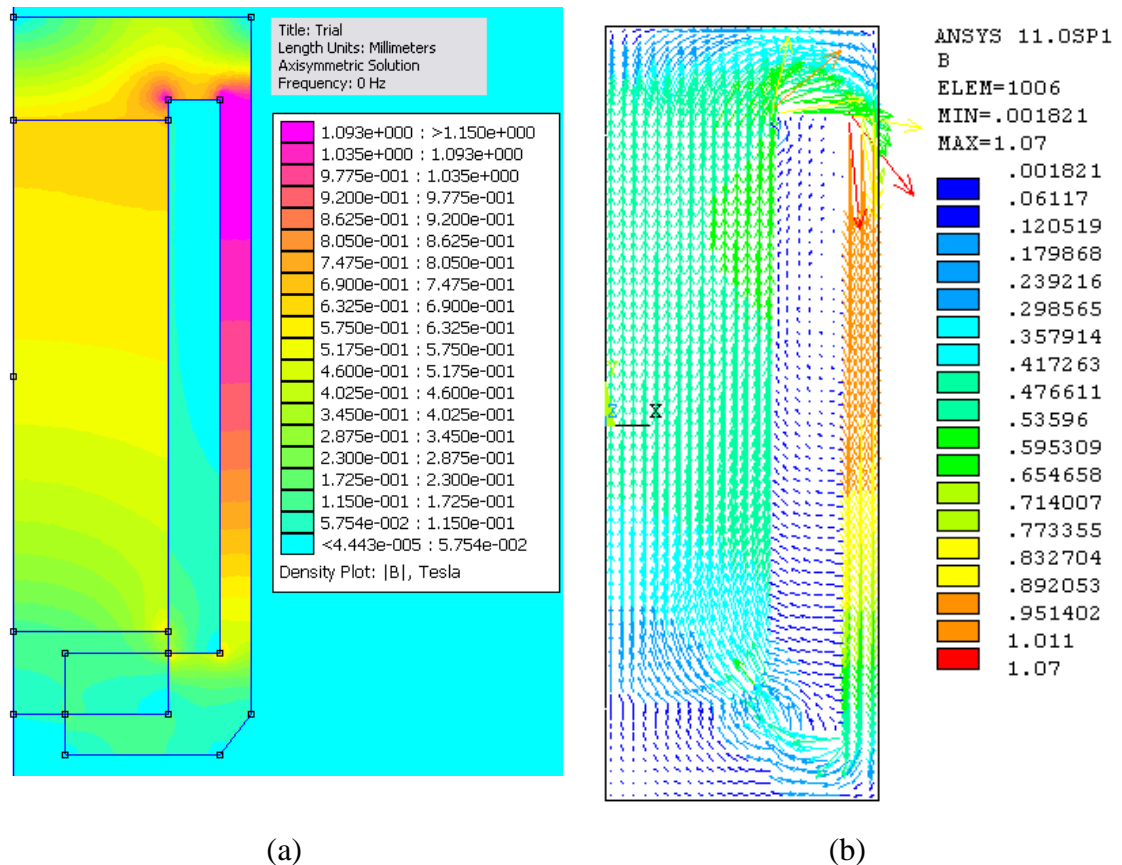 Title: Trial
Length Units: Millimeters
Axisymmetric Solution
Frequency: 0 Hz
1.093e+000 : >1.150e+000
1.035e+000 : 1.093e+000
9.775e-001 : 1.035e+000
9.200e-001 : 9.775e-001
8.625e-001 : 9.200e-001
8.050e-001 : 8.625e-001
7.475e-001 : 8.050e-001
6.900e-001 : 7.475e-001
6.325e-001 : 6.900e-001
5.750e-001 : 6.325e-001
5.175e-001 : 5.750e-001
4.600e-001 : 5.175e-001
4.025e-001 : 4.600e-001
3.450e-001 : 4.025e-001
2.875e-001 : 3.450e-001
2.300e-001 : 2.875e-001
1.725e-001 : 2.300e-001
1.150e-001 : 1.725e-001
5.754e-002 : 1.150e-001
<4.443e-005 : 5.754e-002
Density Plot: |B|, Tesla
(a)
Y
Z X
ANSYS 11.0SP1
B
ELEM=1006
MIN=.001821
MAX=1.07
.001821
.06117
.120519
.179868
.239216
.298565
.357914
.417263
.476611
.53596
.595309
.654658
.714007
.773355
.832704
.892053
.951402
1.011
1.07
(b)